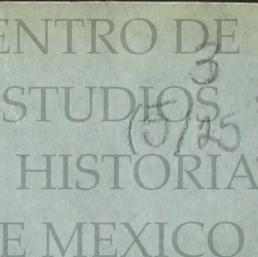 ENTRO DE
3
STUDIOS
(5)/25
HISTORIA
E MEXICO